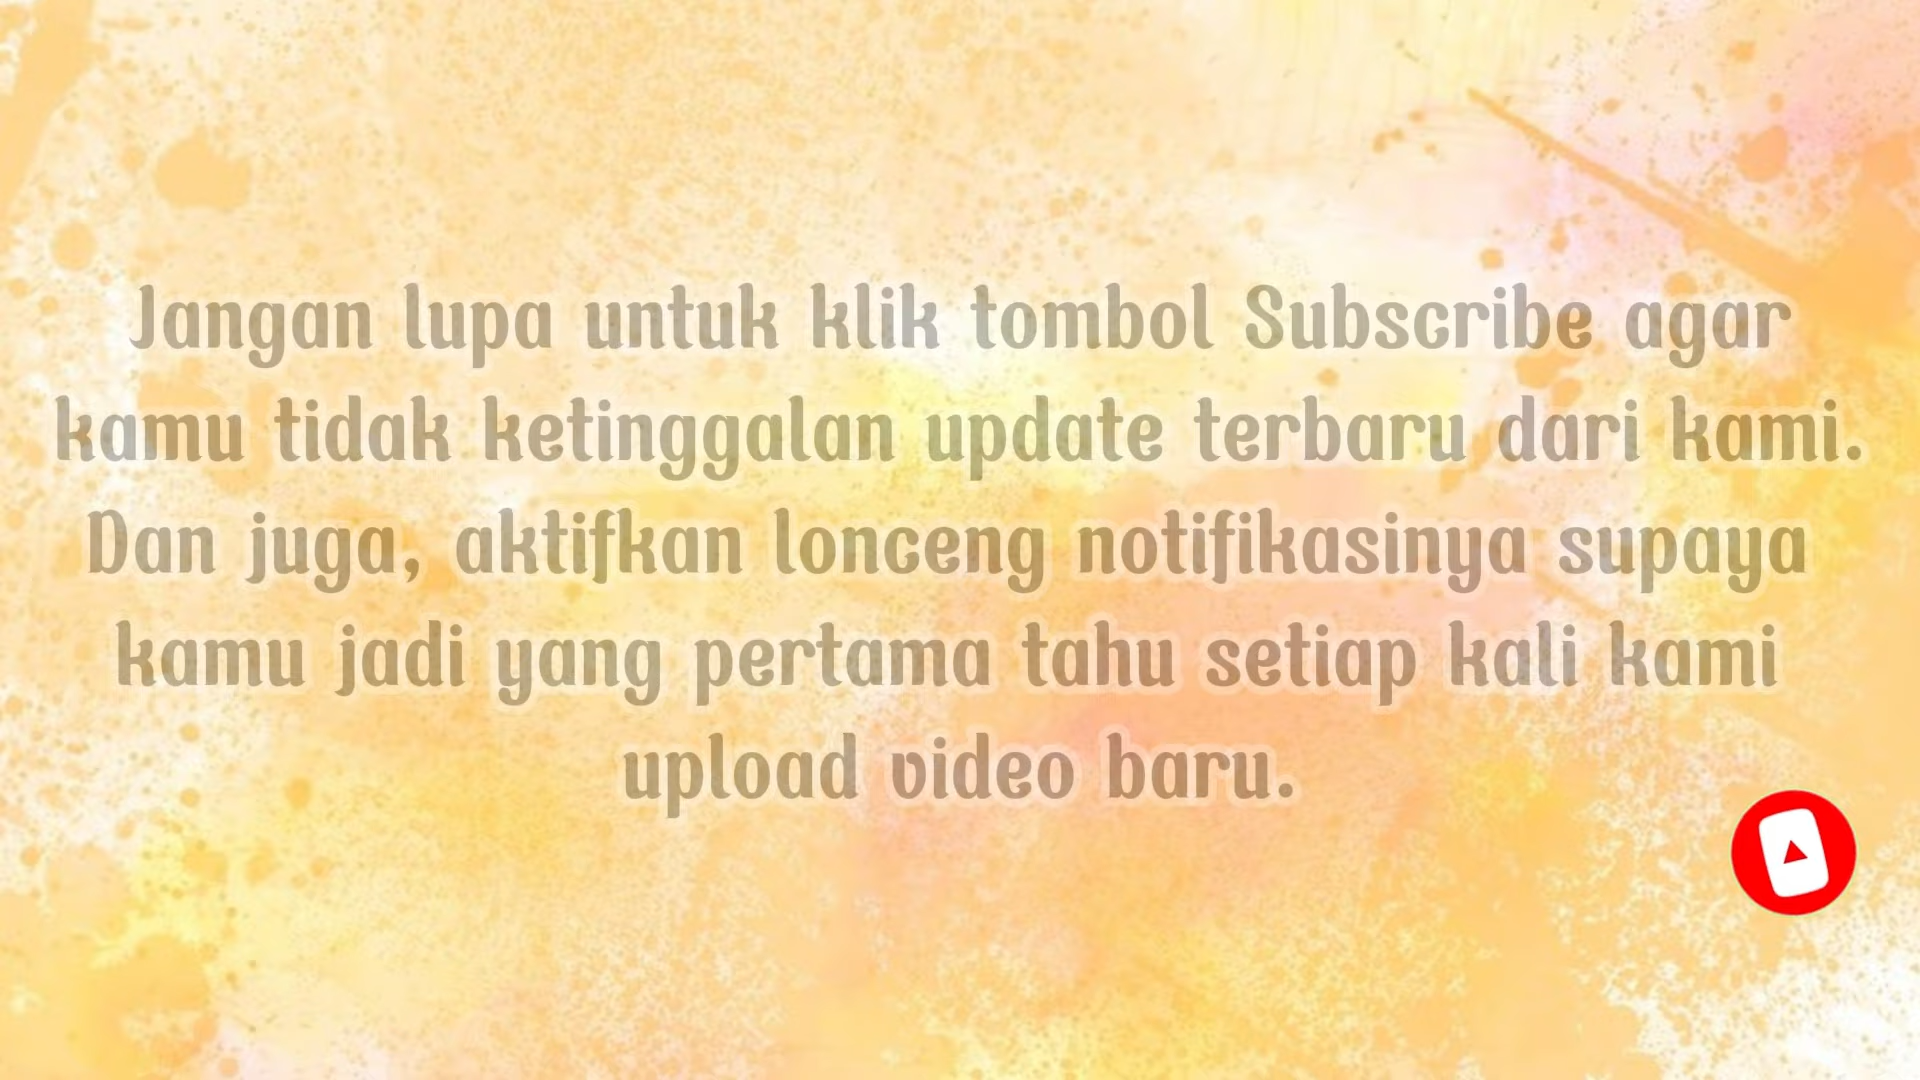 Jangan lupa untuk klik tombol Subscribe agar
kamu tidak ketinggalan update terbaru dari kami.
Dan juga, aktifkan lonceng notifikasinya supaya
kamu jadi yang pertama tahu setiap kali kami
upload video baru.